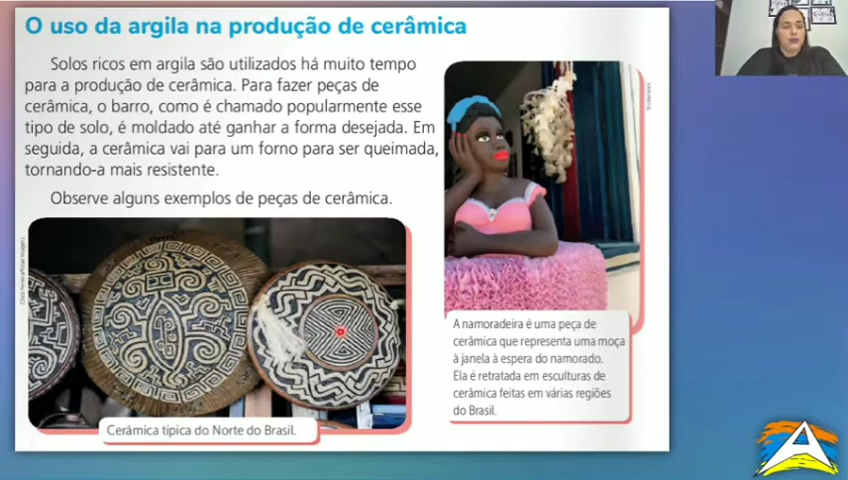 O uso da argila na produção de cerâmica
Solos ricos em argila são utilizados há muito tempo
para a produção de cerâmica. Para fazer peças de
cerâmica, o barro, como é chamado popularmente esse
tipo de solo, é moldado até ganhar a forma desejada. Em
seguida, a cerâmica vai para um forno para ser queimada,
tornando-a mais resistente.
Observe alguns exemplos de peças de cerâmica.
Cerâmica típica do Norte do Brasil.
A namoradeira é uma peça de
cerâmica que representa uma moça
à janela à espera do namorado.
Ela é retratada em esculturas de
cerâmica feitas em várias regiões
do Brasil.